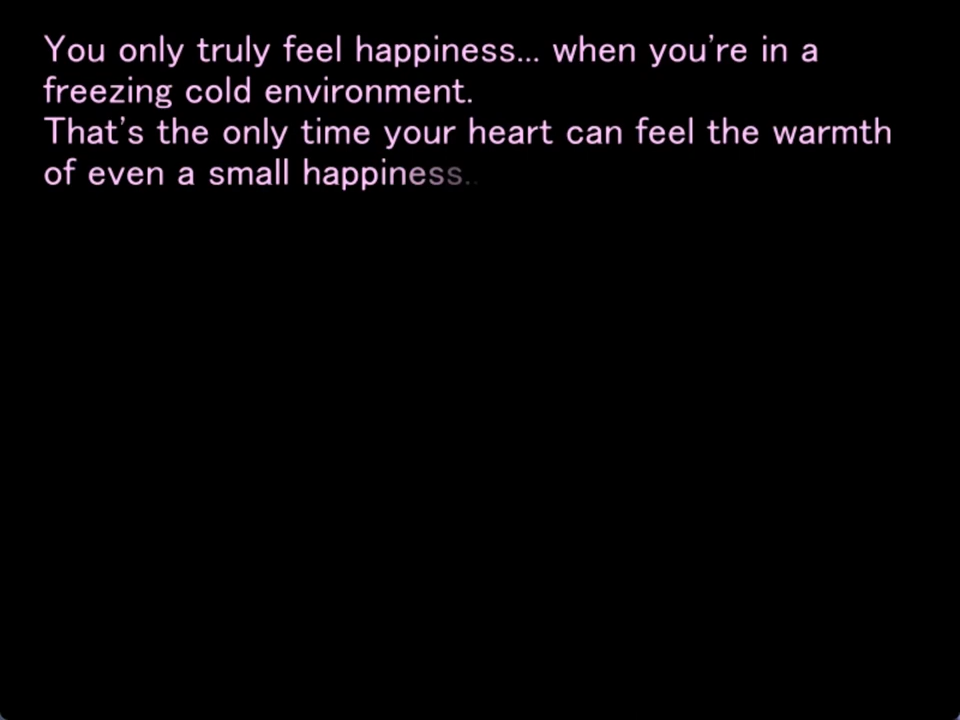 You only truly feel happiness... when you're in a
freezing cold environment.
That's the only time your heart can feel the warmth
of even a small happiness..